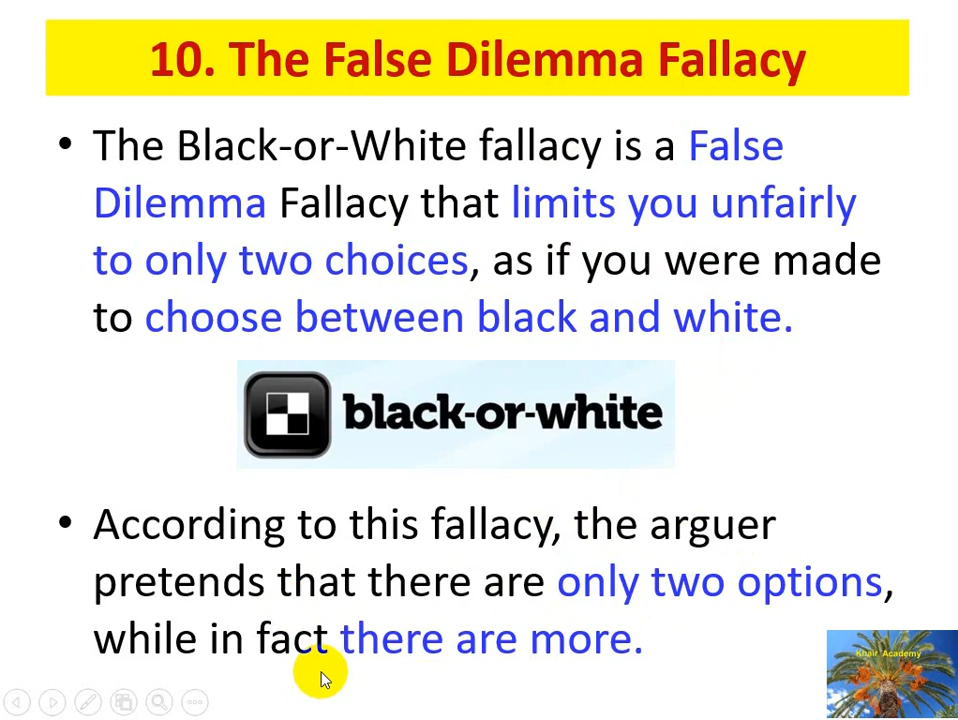 10. The False Dilemma Fallacy
• The Black-or-White fallacy is a False
Dilemma Fallacy that limits you unfairly
to only two choices, as if you were made
to choose between black and white.
black-or-white
• According to this fallacy, the arguer
pretends that there are only two options,
while in fact there are more.
Khair Academy